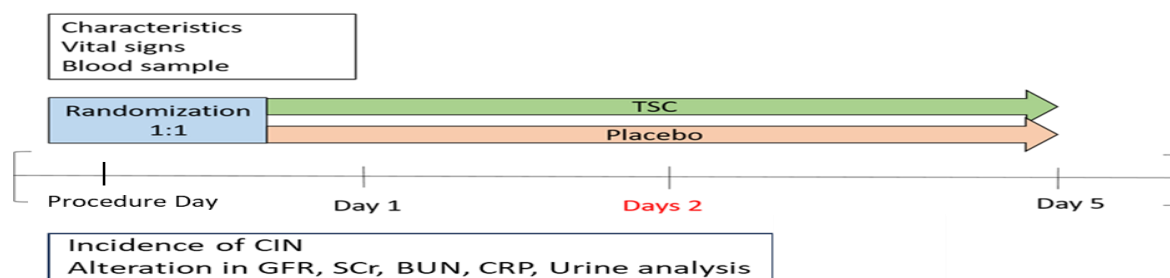 Characteristics
Vital signs
Blood sample
Randomization
1:1
TSC
Placebo
Procedure Day
Day 1
Days 2
Day 5
Incidence of CIN
Alteration in GFR, SCr, BUN, CRP, Urine analysis